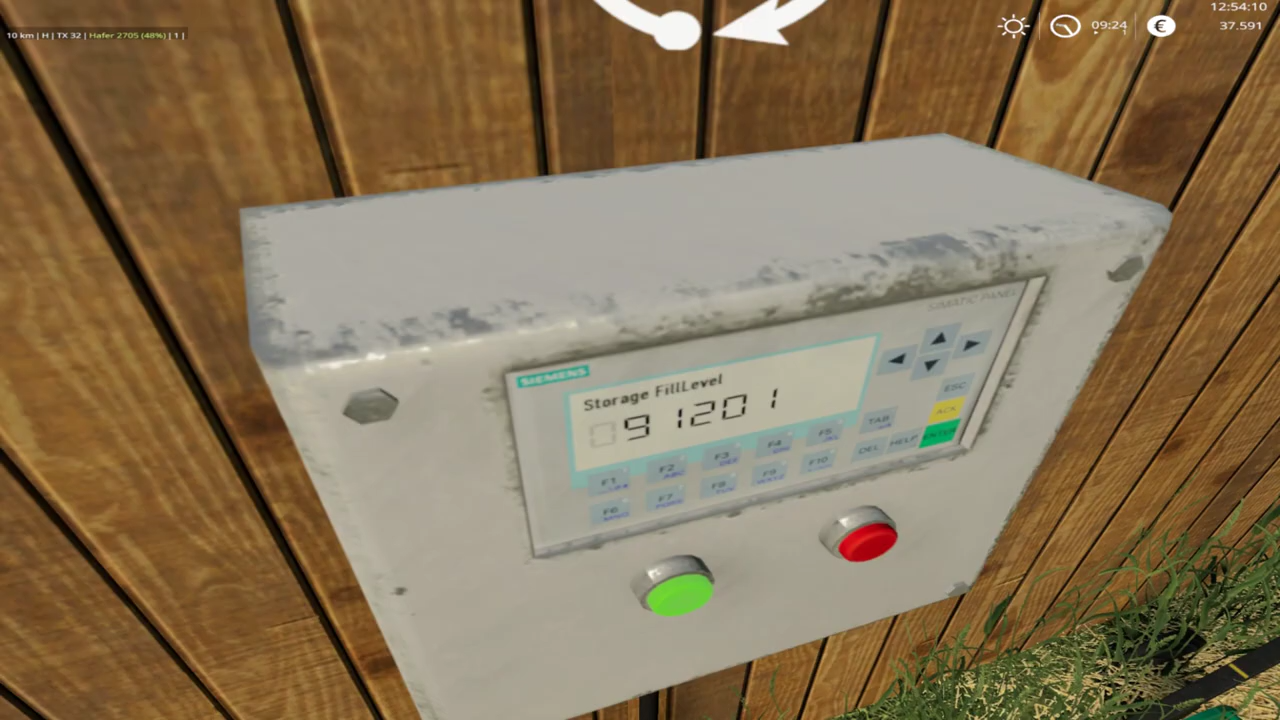 12:54:10
10 km | H | TX 32 | Hafer 2705 (48%) | 1 |
09:24
€
37.591
SIMATIC PANEL
SIEMENS
Storage FillLevel
91201
ESC
ACK
TAB
ENTER
F1 F2 F3 F4 F5
DEL HELP
F6 F7 F8 F9 F10